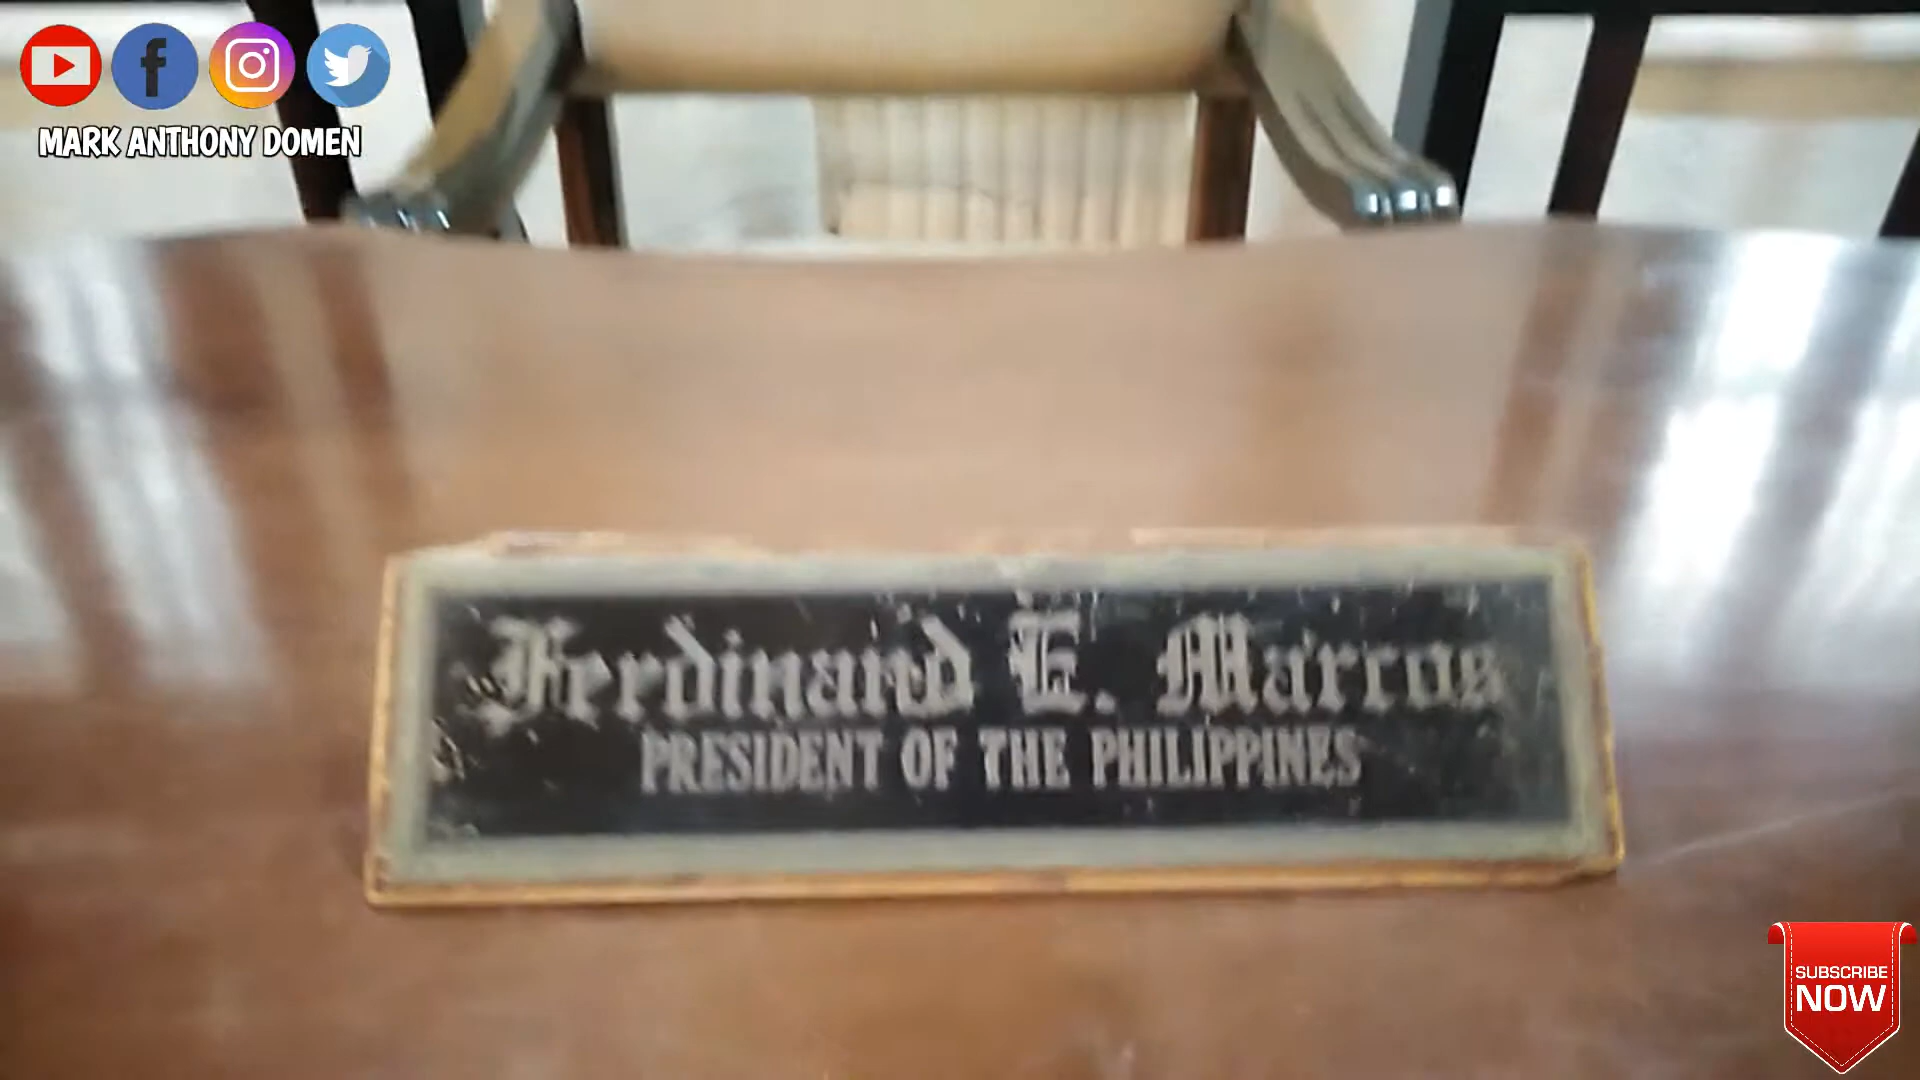 MARK ANTHONY DOMEN
Ferdinand E. Marcos
PRESIDENT OF THE PHILIPPINES
SUBSCRIBE
NOW